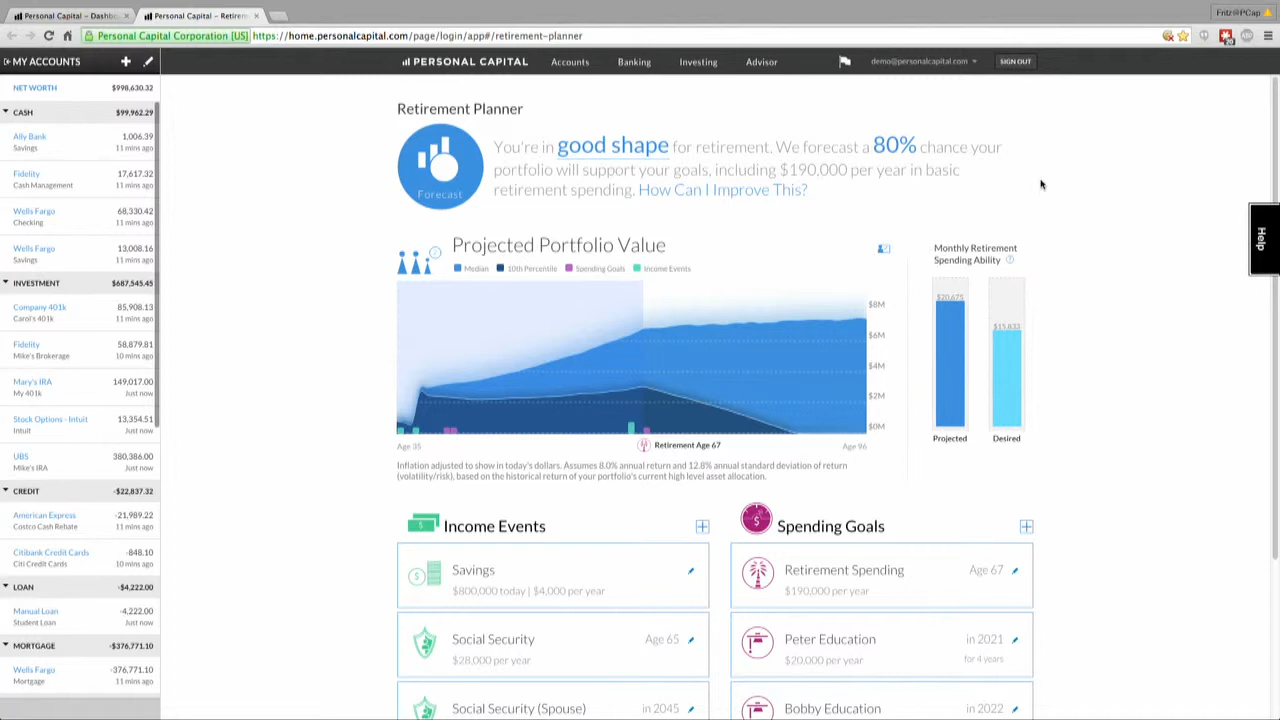 Personal Capital – Dashbo
Personal Capital – Retirem
Fritz@PCap
Personal Capital Corporation [US] https://home.personalcapital.com/page/login/app#/retirement-planner
MY ACCOUNTS
PERSONAL CAPITAL Accounts Banking Investing Advisor
demo@personalcapital.com SIGN OUT
NET WORTH $998,630.32
CASH $99,962.29
Ally Bank 1,006.39
Savings 11 mins ago
Fidelity 17,617.32
Cash Management 11 mins ago
Wells Fargo 68,330.42
Checking 11 mins ago
Wells Fargo 13,008.16
Savings 11 mins ago
INVESTMENT $687,545.45
Company 401k 85,908.13
Carol's 401k 11 mins ago
Fidelity 58,879.81
Mike's Brokerage 10 mins ago
Mary's IRA 149,017.00
My 401k Just now
Stock Options - Intuit 13,354.51
Intuit Just now
UBS 380,386.00
Mike's IRA Just now
CREDIT -$22,837.32
American Express -21,989.22
Costco Cash Rebate 11 mins ago
Citibank Credit Cards -848.10
Citi Credit Cards 10 mins ago
LOAN -$4,222.00
Manual Loan -4,222.00
Student Loan Just now
MORTGAGE -$376,771.10
Wells Fargo -376,771.10
Mortgage 11 mins ago
Retirement Planner
Forecast
You're in good shape for retirement. We forecast a 80% chance your
portfolio will support your goals, including $190,000 per year in basic
retirement spending. How Can I Improve This?
Help
Projected Portfolio Value
Median 10th Percentile Spending Goals Income Events
$8M
$6M
$4M
$2M
$0M
Age 35 Retirement Age 67 Age 96
Inflation adjusted to show in today's dollars. Assumes 8.0% annual return and 12.8% annual standard deviation of return
(volatility/risk), based on the historical return of your portfolio's current high level asset allocation.
Monthly Retirement
Spending Ability
$20,675
$15,833
Projected Desired
Income Events
Savings
$800,000 today | $4,000 per year
Social Security Age 65
$28,000 per year
Social Security (Spouse) in 2045
Spending Goals
Retirement Spending Age 67
$190,000 per year
Peter Education in 2021
$20,000 per year for 4 years
Bobby Education in 2022